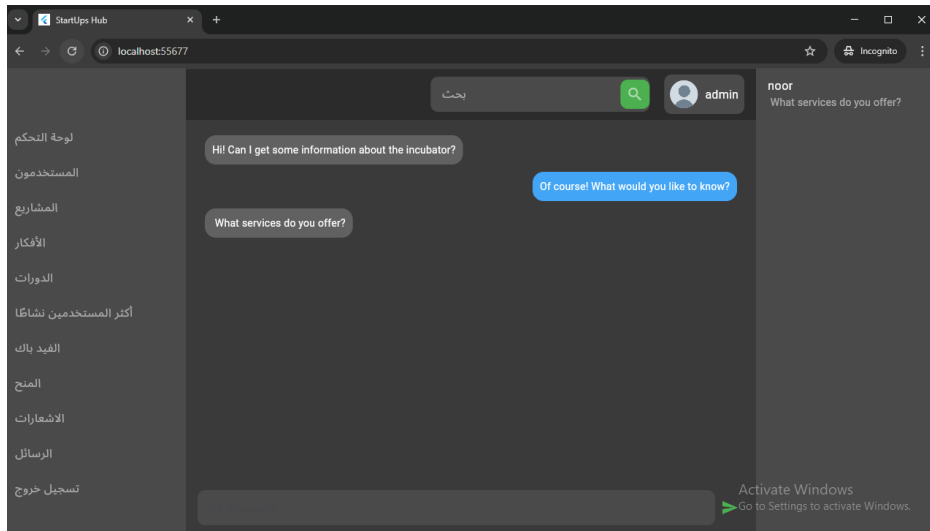 StartUps Hub
localhost:55677
Incognito
بحث
admin
noor
What services do you offer?
لوحة التحكم
المستخدمون
المشاريع
الأفكار
الدورات
أكثر المستخدمين نشاطًا
الفيد باك
المنح
الاشعارات
الرسائل
تسجيل خروج
Hi! Can I get some information about the incubator?
Of course! What would you like to know?
What services do you offer?
Activate Windows
Go to Settings to activate Windows.